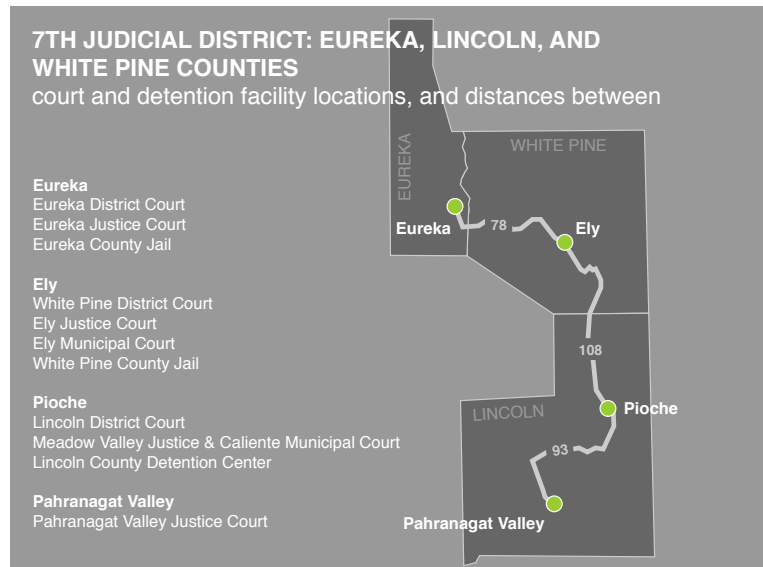 7TH JUDICIAL DISTRICT: EUREKA, LINCOLN, AND
WHITE PINE COUNTIES
court and detention facility locations, and distances between
Eureka
Eureka District Court
Eureka Justice Court
Eureka County Jail
Ely
White Pine District Court
Ely Justice Court
Ely Municipal Court
White Pine County Jail
Pioche
Lincoln District Court
Meadow Valley Justice & Caliente Municipal Court
Lincoln County Detention Center
Pahranagat Valley
Pahranagat Valley Justice Court
EUREKA
WHITE PINE
Eureka
78
Ely
108
LINCOLN
Pioche
93
Pahranagat Valley